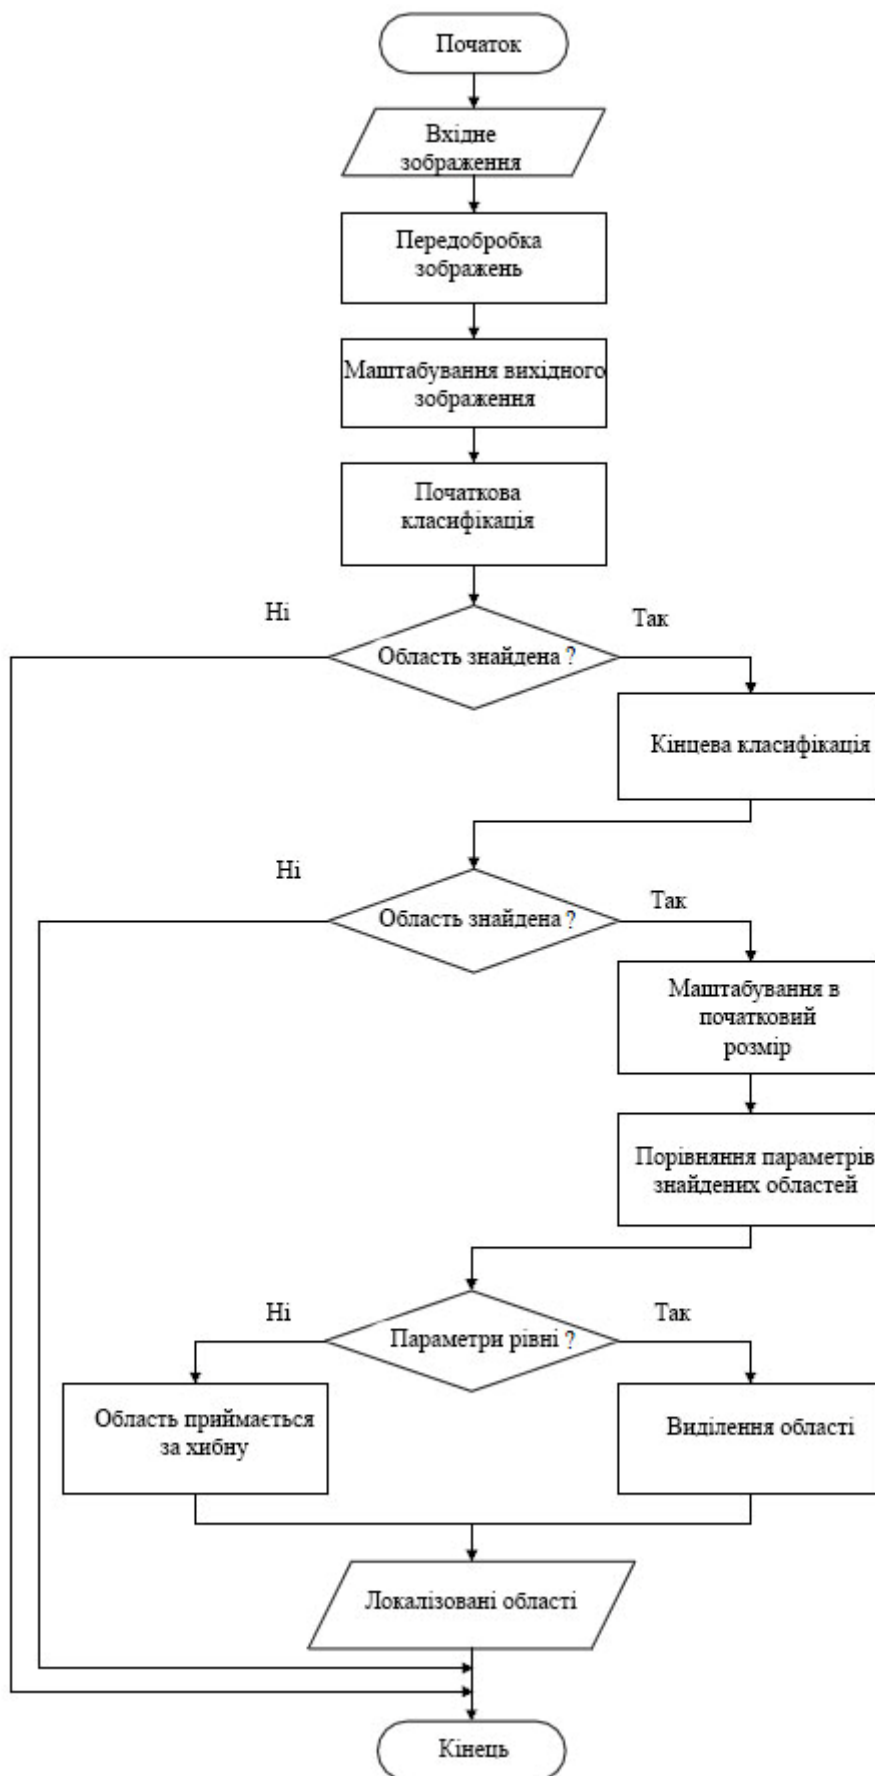 Початок
Вхідне
зображення
Передобробка
зображень
Маштабування вихідного
зображення
Початкова
класифікація
Ні
Так
Область знайдена ?
Кінцева класифікація
Ні
Так
Область знайдена ?
Маштабування в
початковий
розмір
Порівняння параметрів
знайдених областей
Ні
Так
Параметри рівні ?
Область приймається
за хибну
Виділення області
Локалізовані області
Кінець